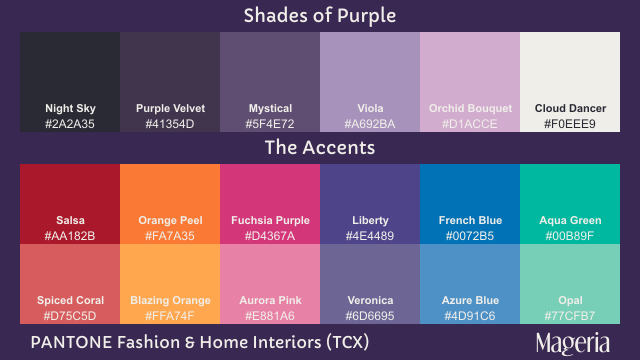 Shades of Purple
Night Sky Purple Velvet Mystical Viola Orchid Bouquet Cloud Dancer
#2A2A35 #41354D #5F4E72 #A692BA #D1ACCE #F0EEE9
The Accents
Salsa Orange Peel Fuchsia Purple Liberty French Blue Aqua Green
#AA182B #FA7A35 #D4367A #4E4489 #0072B5 #00B89F
Spiced Coral Blazing Orange Aurora Pink Veronica Azure Blue Opal
#D75C5D #FFA74F #E881A6 #6D6695 #4D91C6 #77CFB7
PANTONE Fashion & Home Interiors (TCX)
Mageria